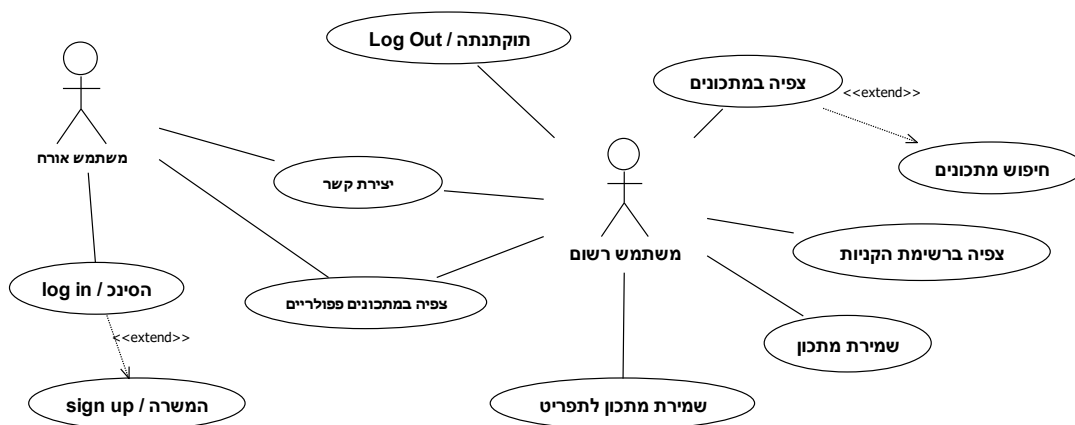 Log Out / תוקתנתה
צפיה במתכונים
<<extend>>
חיפוש מתכונים
משתמש אורח
יצירת קשר
משתמש רשום
צפיה ברשימת הקניות
log in / הסינכ
צפיה במתכונים פפולריים
<<extend>>
שמירת מתכון
sign up / המשרה
שמירת מתכון לתפריט